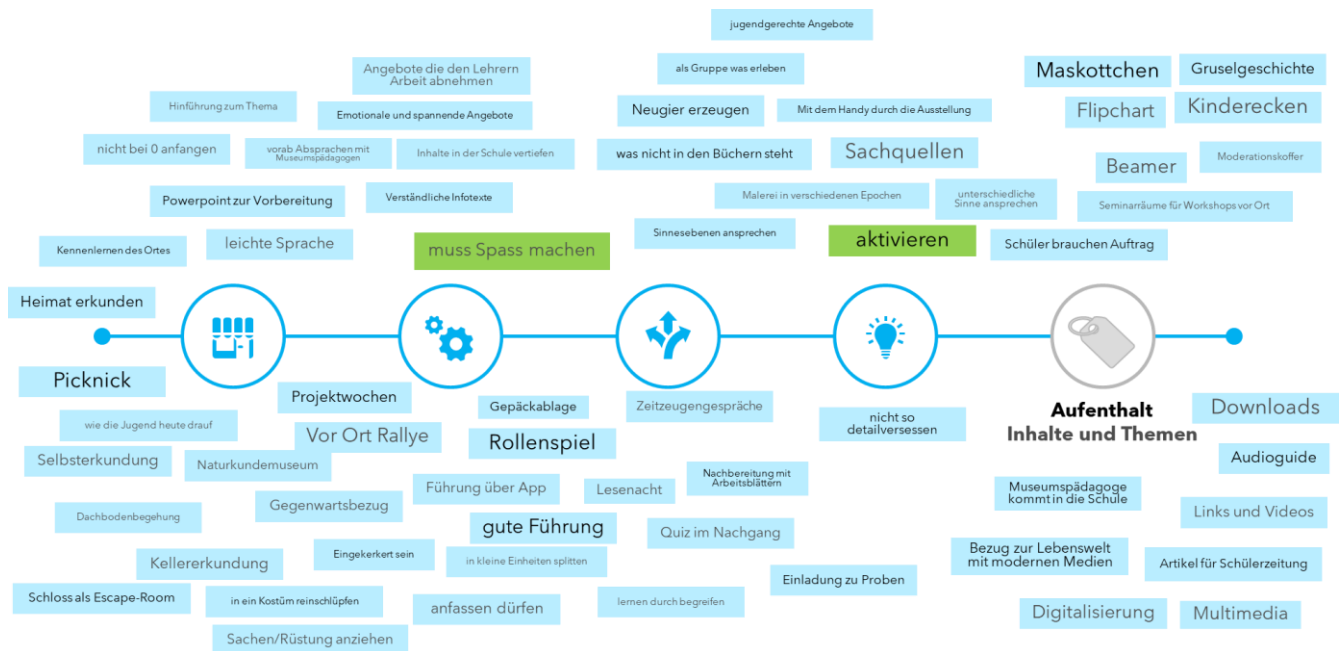 jugendgerechte Angebote
Angebote die den Lehrern
Arbeit abnehmen
als Gruppe was erleben
Maskottchen
Gruselgeschichte
Hinführung zum Thema
Emotionale und spannende Angebote
Neugier erzeugen
Mit dem Handy durch die Ausstellung
Flipchart
Kinderecken
nicht bei 0 anfangen
vorab Absprachen mit
Museumspädagogen
Inhalte in der Schule vertiefen
was nicht in den Büchern steht
Sachquellen
Beamer
Moderationskoffer
Powerpoint zur Vorbereitung
Verständliche Infotexte
Malerei in verschiedenen Epochen
unterschiedliche
Sinne ansprechen
Seminarräume für Workshops vor Ort
Kennenlernen des Ortes
leichte Sprache
muss Spass machen
Sinnesebenen ansprechen
aktivieren
Schüler brauchen Auftrag
Heimat erkunden
Picknick
Projektwochen
Gepäckablage
Zeitzeugengespräche
nicht so
detailversessen
Aufenthalt
Inhalte und Themen
Downloads
wie die Jugend heute drauf
Vor Ort Rallye
Rollenspiel
Selbsterkundung
Naturkundemuseum
Audioguide
Gegenwartsbezug
Führung über App
Lesenacht
Nachbereitung mit
Arbeitsblättern
Museumspädagoge
kommt in die Schule
Links und Videos
Dachbodenbegehung
gute Führung
Quiz im Nachgang
Kellererkundung
Eingekerkert sein
in kleine Einheiten splitten
Bezug zur Lebenswelt
mit modernen Medien
Artikel für Schülerzeitung
Einladung zu Proben
Schloss als Escape-Room
in ein Kostüm reinschlüpfen
anfassen dürfen
lernen durch begreifen
Digitalisierung
Multimedia
Sachen/Rüstung anziehen